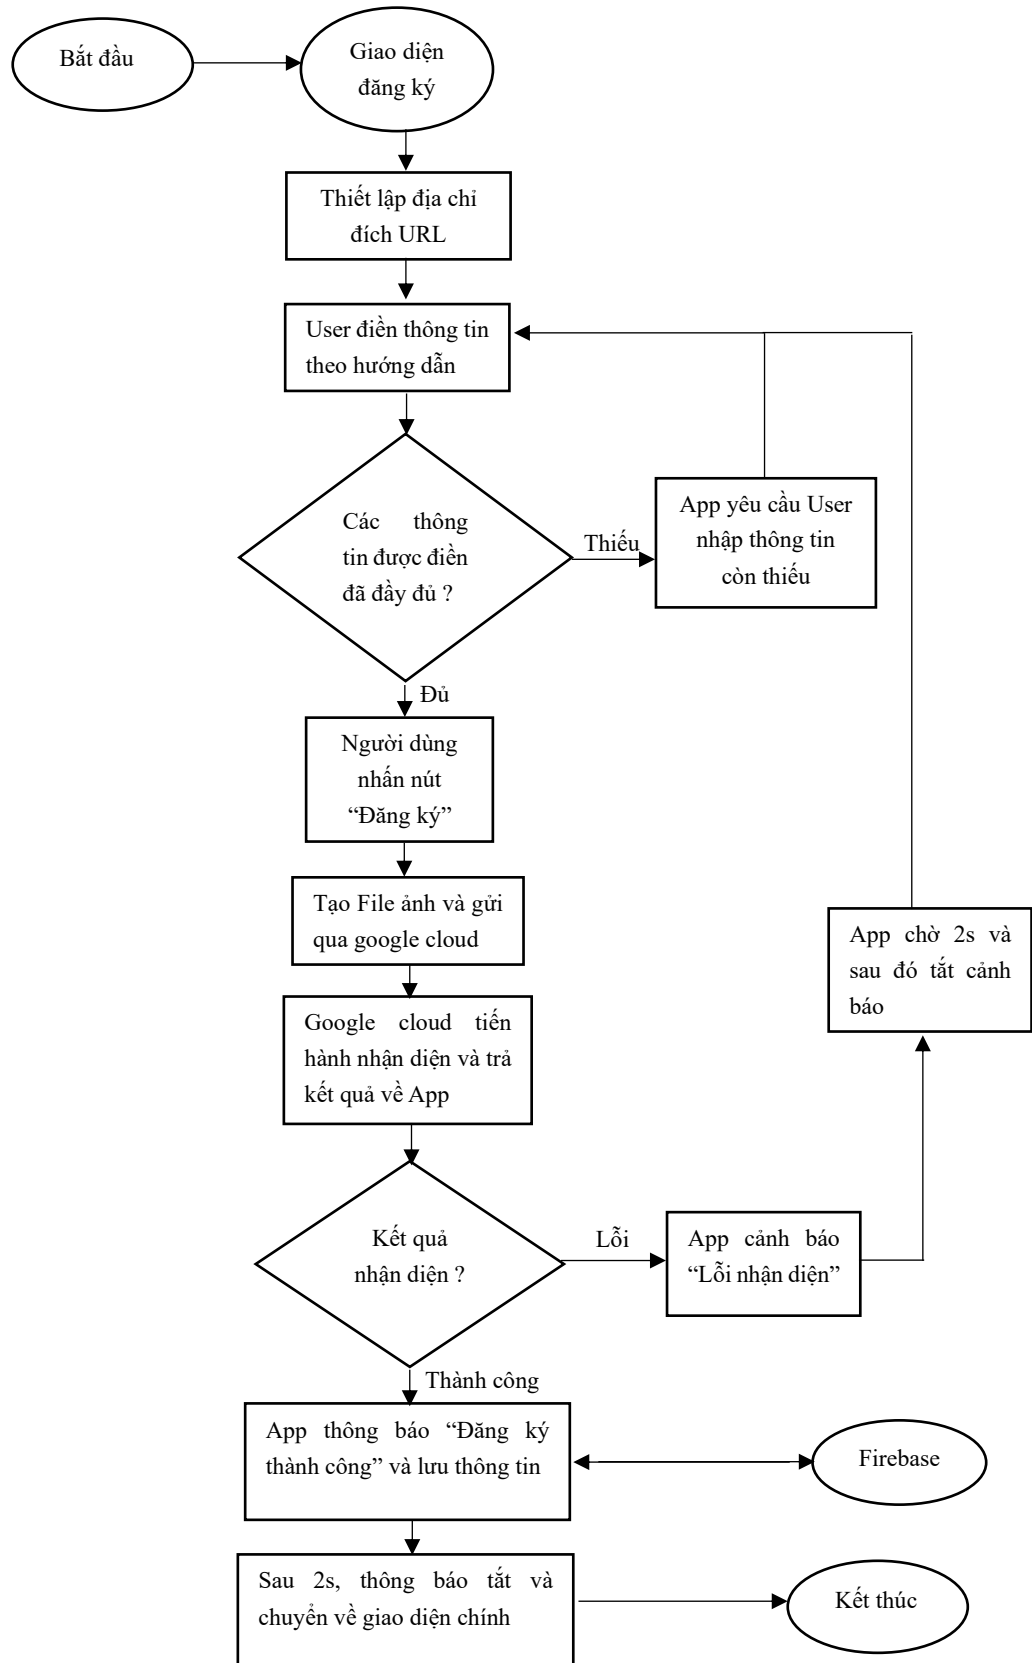 Bắt đầu
Giao diện
đăng ký
Thiết lập địa chỉ
đích URL
User điền thông tin
theo hướng dẫn
Các thông
tin được điền
đã đầy đủ ?
Thiếu
App yêu cầu User
nhập thông tin
còn thiếu
Đủ
Người dùng
nhấn nút
“Đăng ký”
Tạo File ảnh và gửi
qua google cloud
App chờ 2s và
sau đó tắt cảnh
báo
Google cloud tiến
hành nhận diện và trả
kết quả về App
Kết quả
nhận diện ?
Lỗi
App cảnh báo
“Lỗi nhận diện”
Thành công
App thông báo “Đăng ký
thành công” và lưu thông tin
Firebase
Sau 2s, thông báo tắt và
chuyển về giao diện chính
Kết thúc